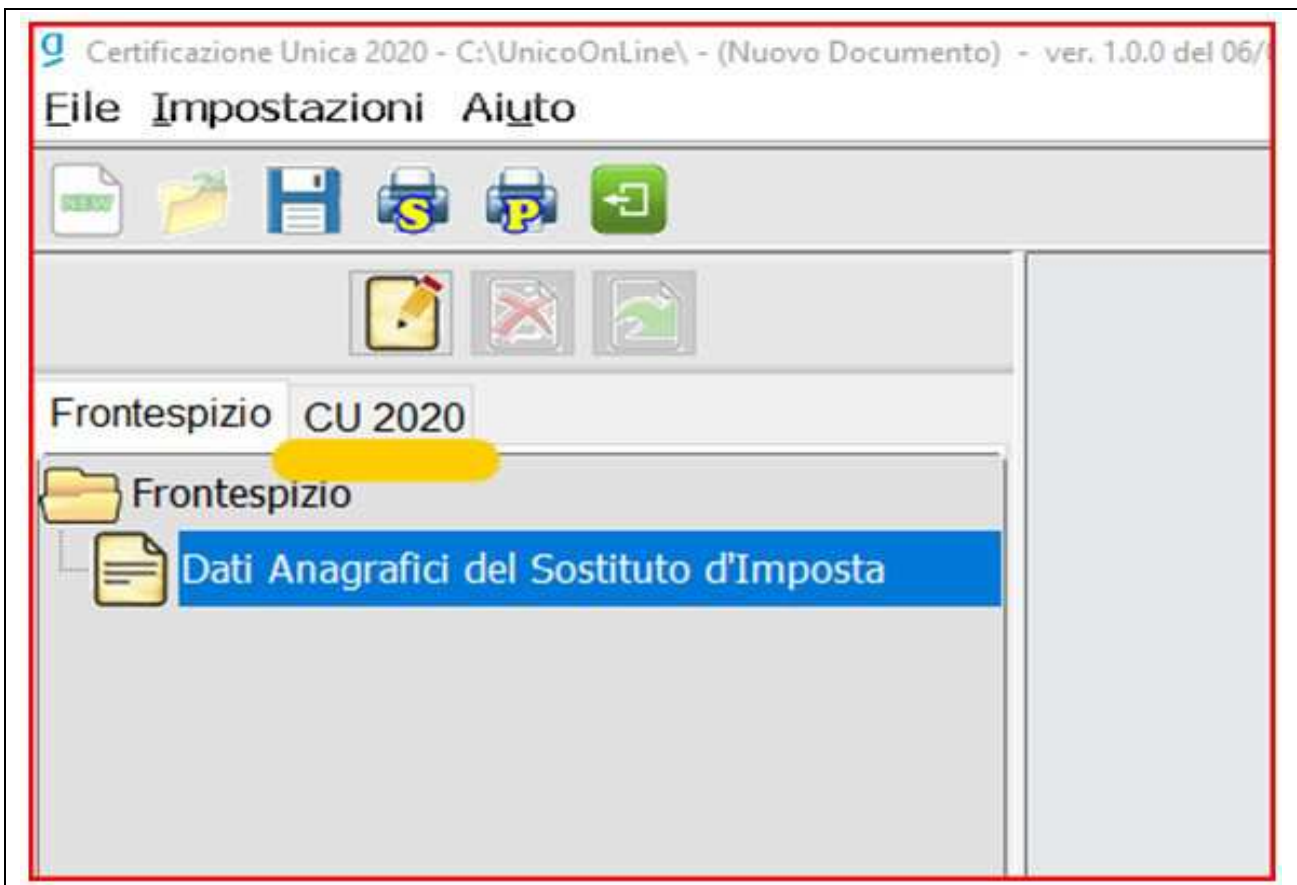 Certificazione Unica 2020 - C:\UnicoOnLine\ - (Nuovo Documento) - ver. 1.0.0 del 06/
File Impostazioni Aiuto
NEW S P
Frontespizio CU 2020
Frontespizio
Dati Anagrafici del Sostituto d'Imposta